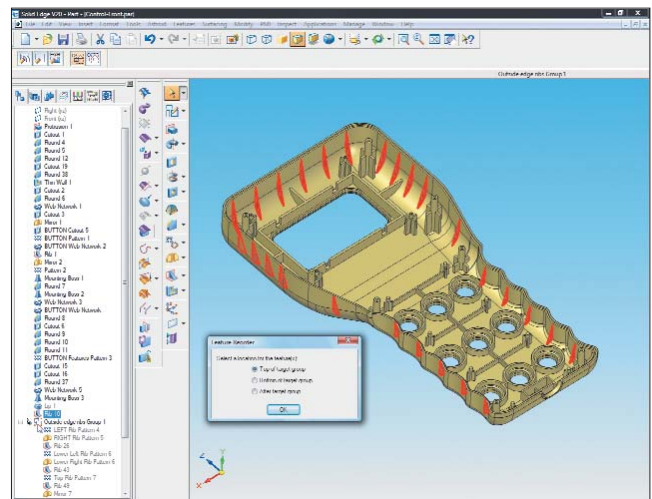 Solid Edge V20 - Part - [Control-Front.par]
File Edit View Insert Format Tools Extrude Features Surfacing Modify PMI Inspect Applications Manage Window Help
Outside edge ribs Group 1
Right (xz)
Front (xz)
Protrusion 1
Cutout 1
Round 4
Round 5
Round 12
Cutout 19
Round 38
Thin Wall 1
Cutout 2
Round 6
Web Network 1
Cutout 3
Mirror 1
BUTTON Cutout 5
BUTTON Pattern 1
BUTTON Web Network 2
Rib 1
Mirror 2
Pattern 2
Mounting Boss 1
Round 7
Mounting Boss 2
Web Network 3
BUTTON Web Network
Round 8
Cutout 6
Round 9
Round 10
Round 11
BUTTON Features Pattern 3
Cutout 15
Cutout 16
Round 37
Web Network 5
Mounting Boss 3
Lip 1
Rib 10
Outside edge ribs Group 1
LEFT Rib Pattern 4
RIGHT Rib Pattern 5
Rib 26
Lower Left Rib Pattern 6
Lower Right Rib Pattern 6
Rib 43
Top Rib Pattern 7
Rib 49
Mirror 7
Feature Reorder
Select a location for the feature(s):
Top of target group
Bottom of target group
After target group
OK
Z
Y
X